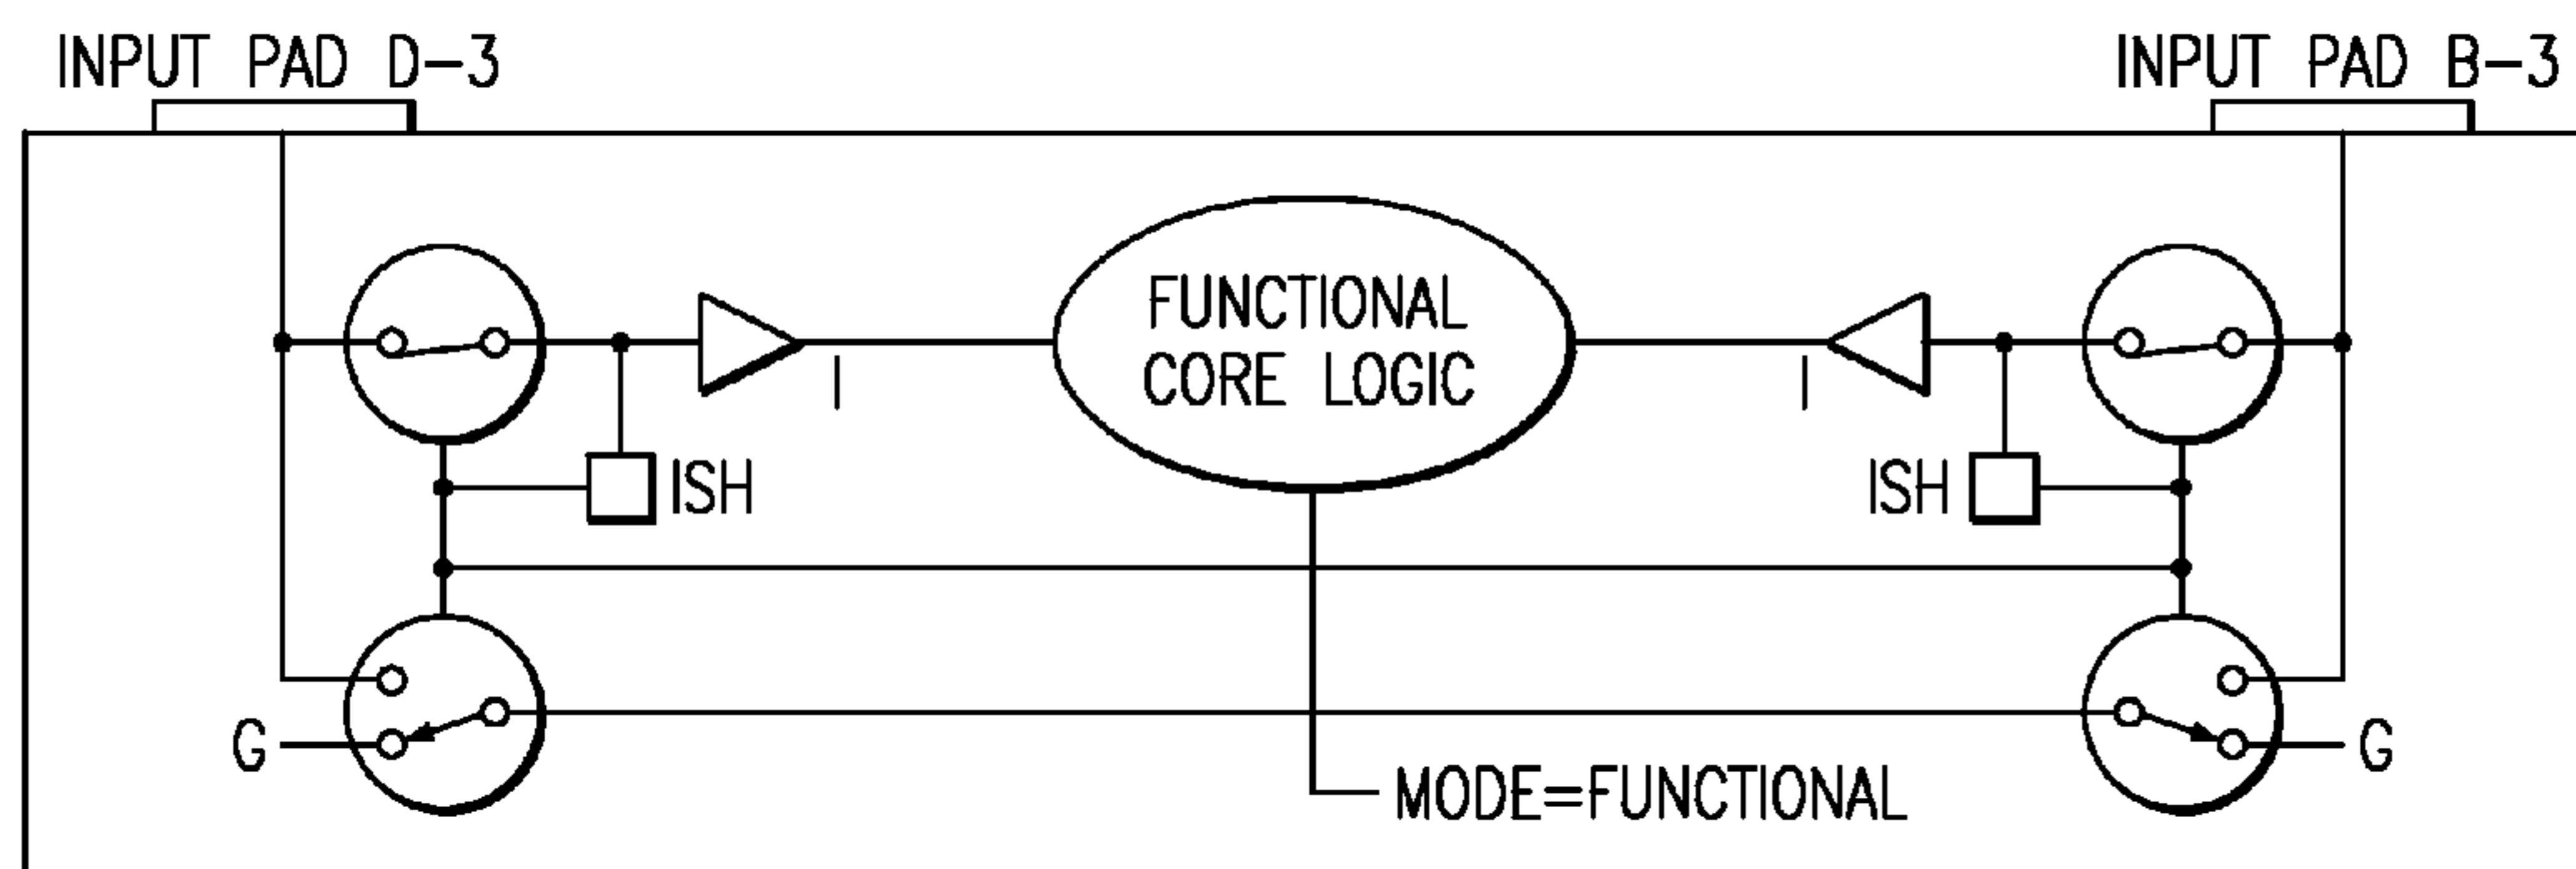 INPUT PAD D-3
INPUT PAD B-3
FUNCTIONAL
CORE LOGIC
I
I
ISH
ISH
G
G
MODE=FUNCTIONAL